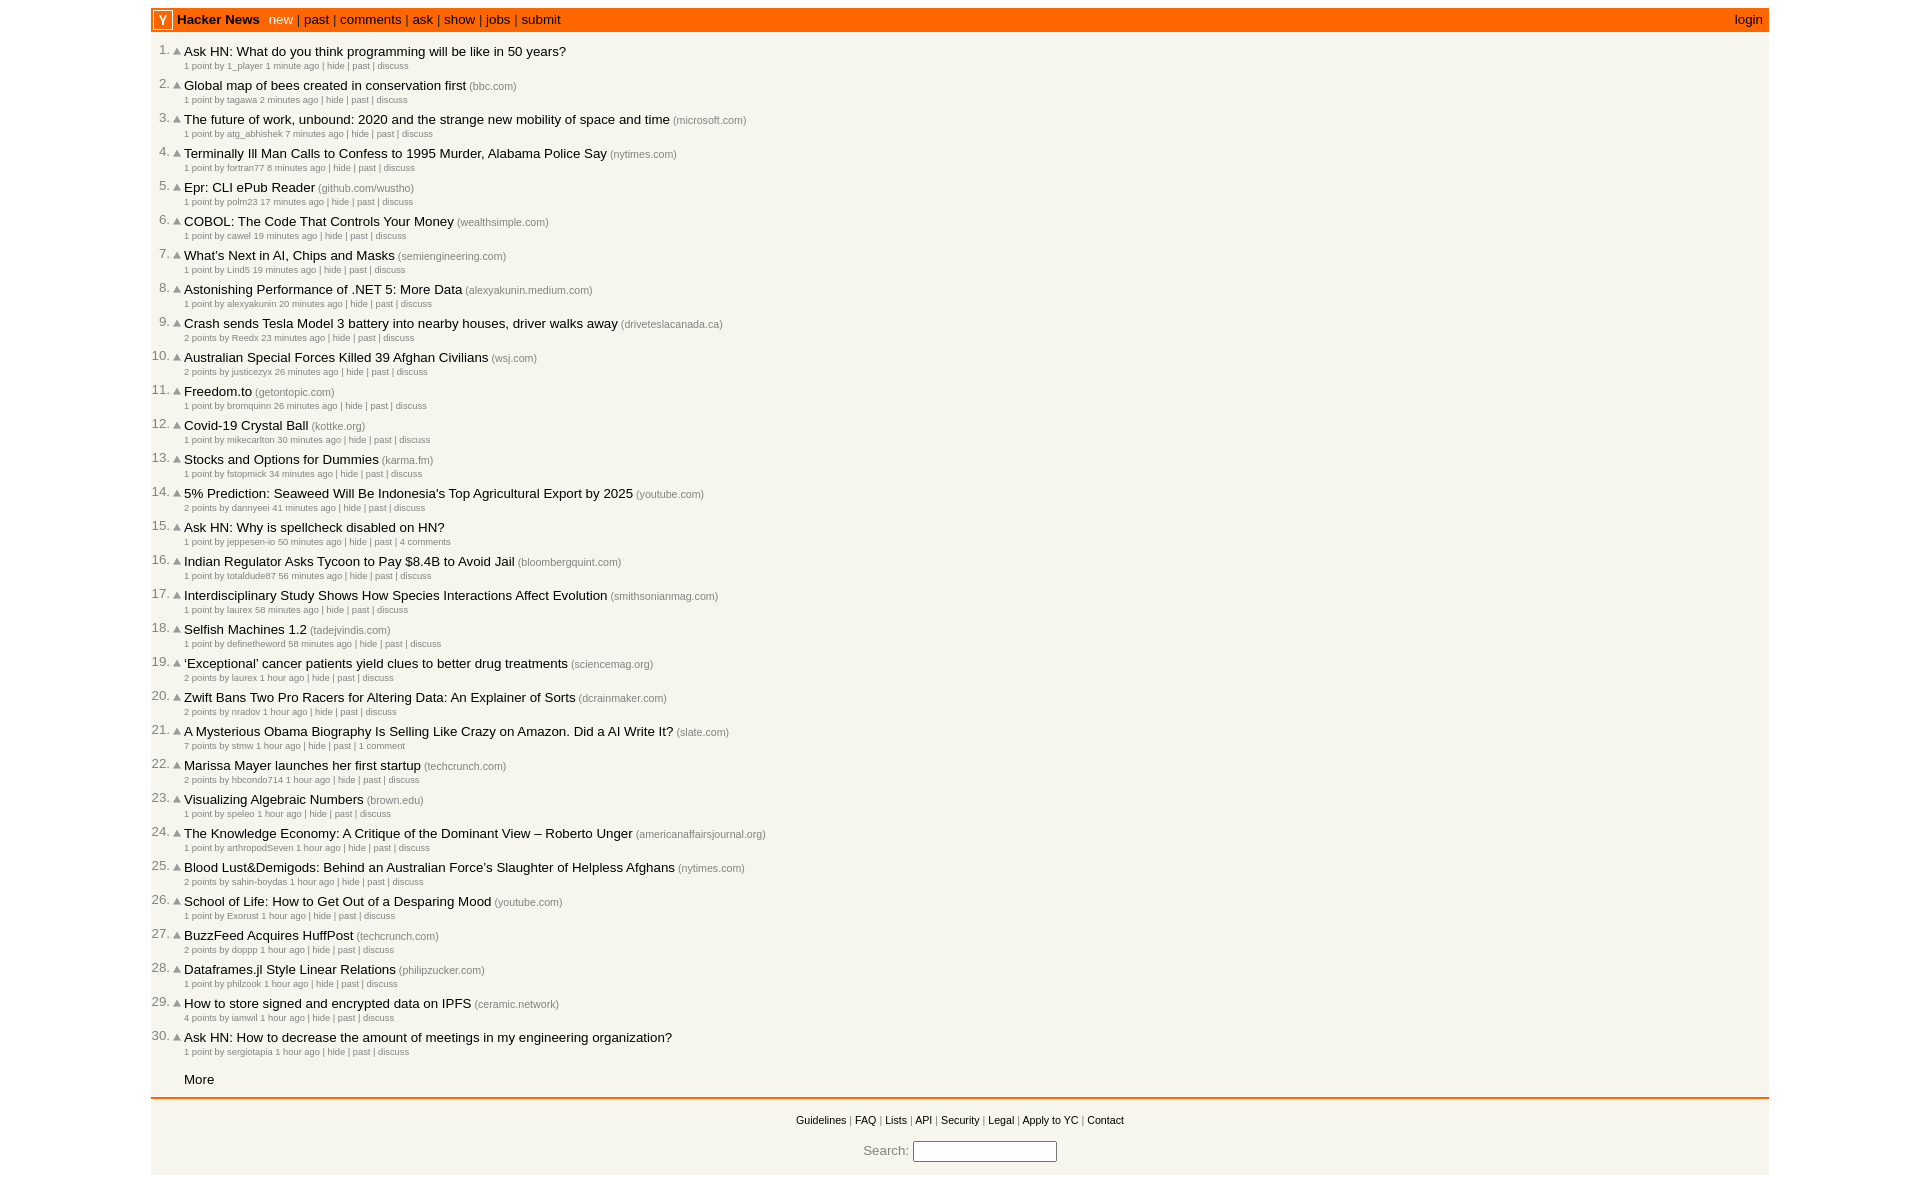 Y Hacker News new | past | comments | ask | show | jobs | submit login
1. Ask HN: What do you think programming will be like in 50 years?
1 point by 1_player 1 minute ago | hide | past | discuss
2. Global map of bees created in conservation first (bbc.com)
1 point by tagawa 2 minutes ago | hide | past | discuss
3. The future of work, unbound: 2020 and the strange new mobility of space and time (microsoft.com)
1 point by atg_abhishek 7 minutes ago | hide | past | discuss
4. Terminally Ill Man Calls to Confess to 1995 Murder, Alabama Police Say (nytimes.com)
1 point by fortran77 8 minutes ago | hide | past | discuss
5. Epr: CLI ePub Reader (github.com/wustho)
1 point by polm23 17 minutes ago | hide | past | discuss
6. COBOL: The Code That Controls Your Money (wealthsimple.com)
1 point by cawel 19 minutes ago | hide | past | discuss
7. What's Next in AI, Chips and Masks (semiengineering.com)
1 point by Lind5 19 minutes ago | hide | past | discuss
8. Astonishing Performance of .NET 5: More Data (alexyakunin.medium.com)
1 point by alexyakunin 20 minutes ago | hide | past | discuss
9. Crash sends Tesla Model 3 battery into nearby houses, driver walks away (driveteslacanada.ca)
2 points by Reedx 23 minutes ago | hide | past | discuss
10. Australian Special Forces Killed 39 Afghan Civilians (wsj.com)
2 points by justicezyx 26 minutes ago | hide | past | discuss
11. Freedom.to (getontopic.com)
1 point by bromquinn 26 minutes ago | hide | past | discuss
12. Covid-19 Crystal Ball (kottke.org)
1 point by mikecarlton 30 minutes ago | hide | past | discuss
13. Stocks and Options for Dummies (karma.fm)
1 point by fstopmick 34 minutes ago | hide | past | discuss
14. 5% Prediction: Seaweed Will Be Indonesia's Top Agricultural Export by 2025 (youtube.com)
2 points by dannyeei 41 minutes ago | hide | past | discuss
15. Ask HN: Why is spellcheck disabled on HN?
1 point by jeppesen-io 50 minutes ago | hide | past | 4 comments
16. Indian Regulator Asks Tycoon to Pay $8.4B to Avoid Jail (bloombergquint.com)
1 point by totaldude87 56 minutes ago | hide | past | discuss
17. Interdisciplinary Study Shows How Species Interactions Affect Evolution (smithsonianmag.com)
1 point by laurex 58 minutes ago | hide | past | discuss
18. Selfish Machines 1.2 (tadejvindis.com)
1 point by definetheword 58 minutes ago | hide | past | discuss
19. ‘Exceptional’ cancer patients yield clues to better drug treatments (sciencemag.org)
2 points by laurex 1 hour ago | hide | past | discuss
20. Zwift Bans Two Pro Racers for Altering Data: An Explainer of Sorts (dcrainmaker.com)
2 points by nradov 1 hour ago | hide | past | discuss
21. A Mysterious Obama Biography Is Selling Like Crazy on Amazon. Did a AI Write It? (slate.com)
7 points by stmw 1 hour ago | hide | past | 1 comment
22. Marissa Mayer launches her first startup (techcrunch.com)
2 points by hbcondo714 1 hour ago | hide | past | discuss
23. Visualizing Algebraic Numbers (brown.edu)
1 point by speleo 1 hour ago | hide | past | discuss
24. The Knowledge Economy: A Critique of the Dominant View – Roberto Unger (americanaffairsjournal.org)
1 point by arthropodSeven 1 hour ago | hide | past | discuss
25. Blood Lust&Demigods: Behind an Australian Force’s Slaughter of Helpless Afghans (nytimes.com)
2 points by sahin-boydas 1 hour ago | hide | past | discuss
26. School of Life: How to Get Out of a Desparing Mood (youtube.com)
1 point by Exorust 1 hour ago | hide | past | discuss
27. BuzzFeed Acquires HuffPost (techcrunch.com)
2 points by doppp 1 hour ago | hide | past | discuss
28. Dataframes.jl Style Linear Relations (philipzucker.com)
1 point by philzook 1 hour ago | hide | past | discuss
29. How to store signed and encrypted data on IPFS (ceramic.network)
4 points by iamwil 1 hour ago | hide | past | discuss
30. Ask HN: How to decrease the amount of meetings in my engineering organization?
1 point by sergiotapia 1 hour ago | hide | past | discuss
More
Guidelines | FAQ | Lists | API | Security | Legal | Apply to YC | Contact
Search: